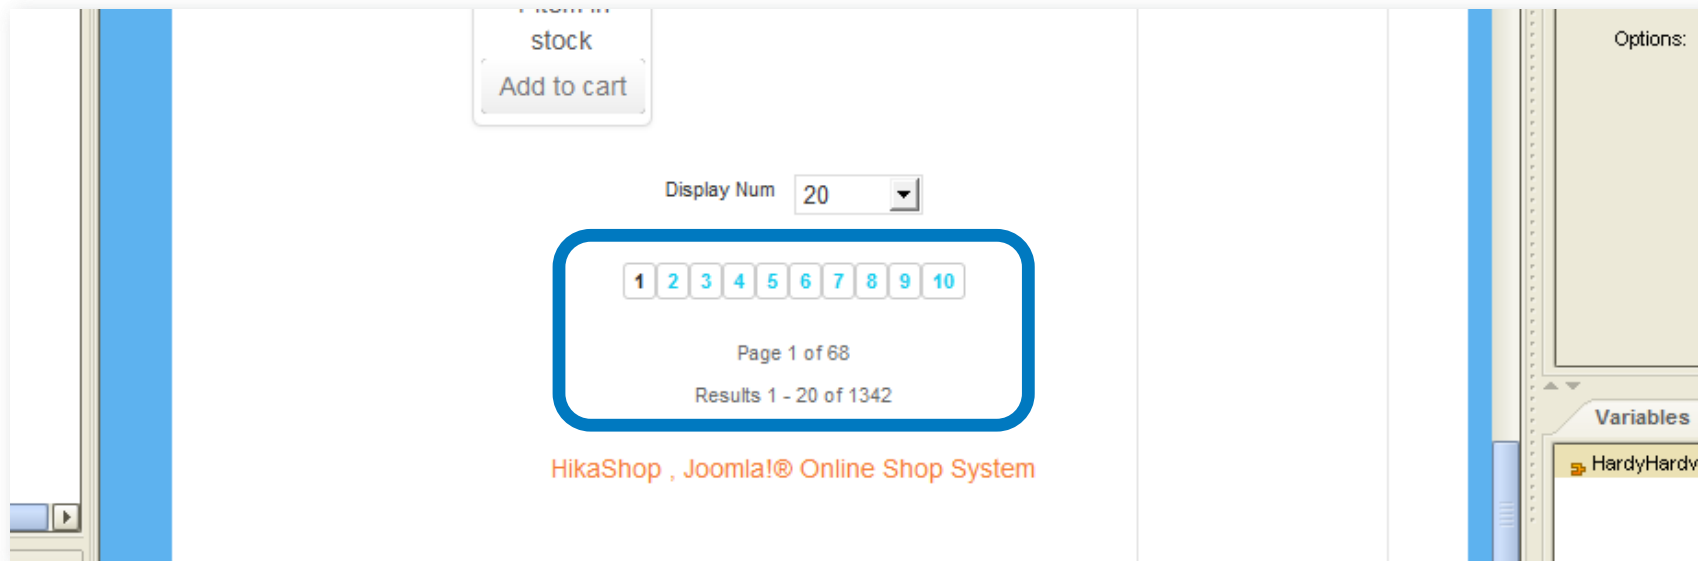 stock
Add to cart
Display Num 20
1 2 3 4 5 6 7 8 9 10
Page 1 of 68
Results 1 - 20 of 1342
HikaShop , Joomla!® Online Shop System
Options:
Variables